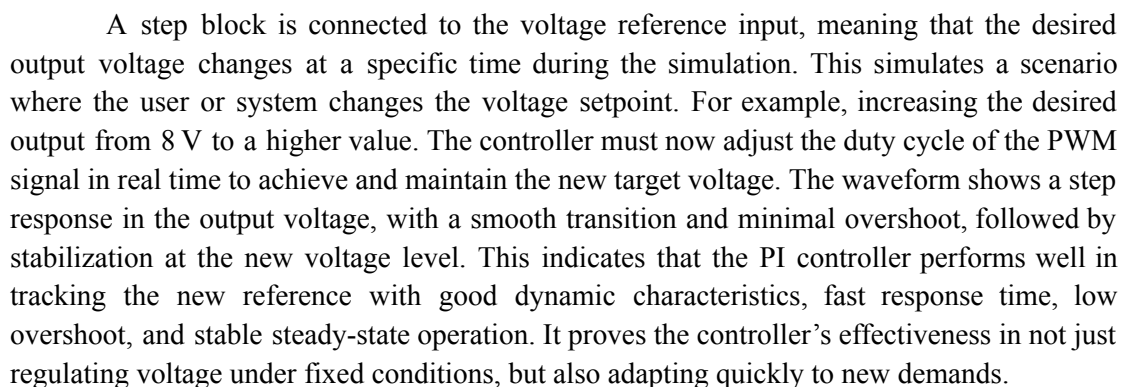 A step block is connected to the voltage reference input, meaning that the desired
output voltage changes at a specific time during the simulation. This simulates a scenario
where the user or system changes the voltage setpoint. For example, increasing the desired
output from 8 V to a higher value. The controller must now adjust the duty cycle of the PWM
signal in real time to achieve and maintain the new target voltage. The waveform shows a step
response in the output voltage, with a smooth transition and minimal overshoot, followed by
stabilization at the new voltage level. This indicates that the PI controller performs well in
tracking the new reference with good dynamic characteristics, fast response time, low
overshoot, and stable steady-state operation. It proves the controller’s effectiveness in not just
regulating voltage under fixed conditions, but also adapting quickly to new demands.